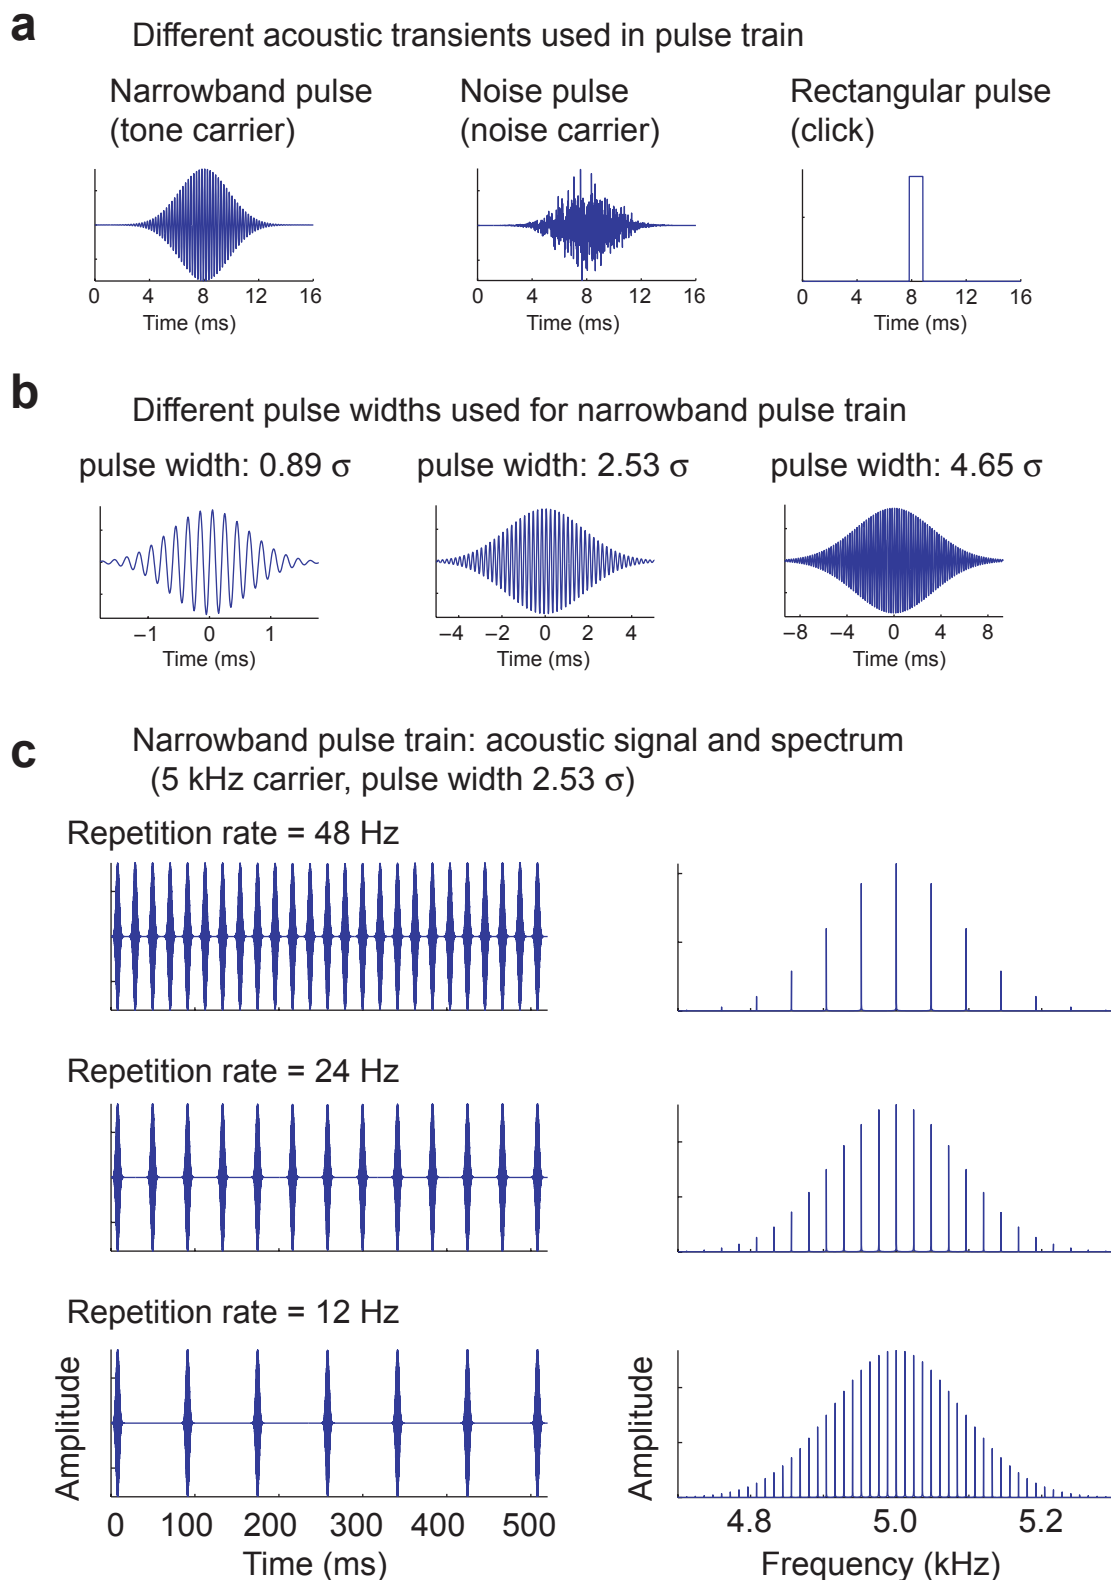 a
Different acoustic transients used in pulse train
Narrowband pulse
(tone carrier)
Noise pulse
(noise carrier)
Rectangular pulse
(click)
0 4 8 12 16
Time (ms)
0 4 8 12 16
Time (ms)
0 4 8 12 16
Time (ms)
b
Different pulse widths used for narrowband pulse train
pulse width: 0.89 σ
pulse width: 2.53 σ
pulse width: 4.65 σ
−1 0 1
Time (ms)
−4 −2 0 2 4
Time (ms)
−8 −4 0 4 8
Time (ms)
c
Narrowband pulse train: acoustic signal and spectrum
(5 kHz carrier, pulse width 2.53 σ)
Repetition rate = 48 Hz
Repetition rate = 24 Hz
Repetition rate = 12 Hz
Amplitude
0 100 200 300 400 500
Time (ms)
Amplitude
4.8 5.0 5.2
Frequency (kHz)